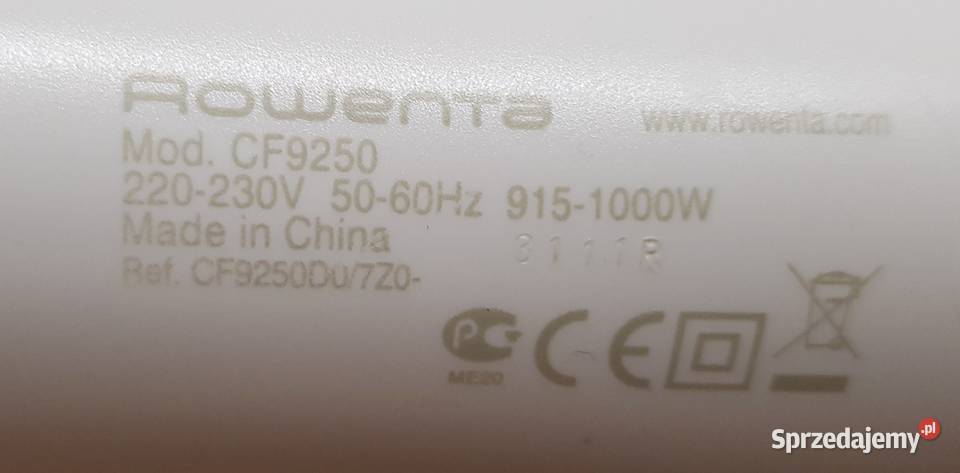 Rowenta www.rowenta.com
Mod. CF9250
220-230V 50-60Hz 915-1000W
Made in China
3111R
Ref. CF9250D0/7Z0-
PC CE
ME20
Sprzedajemy.pl